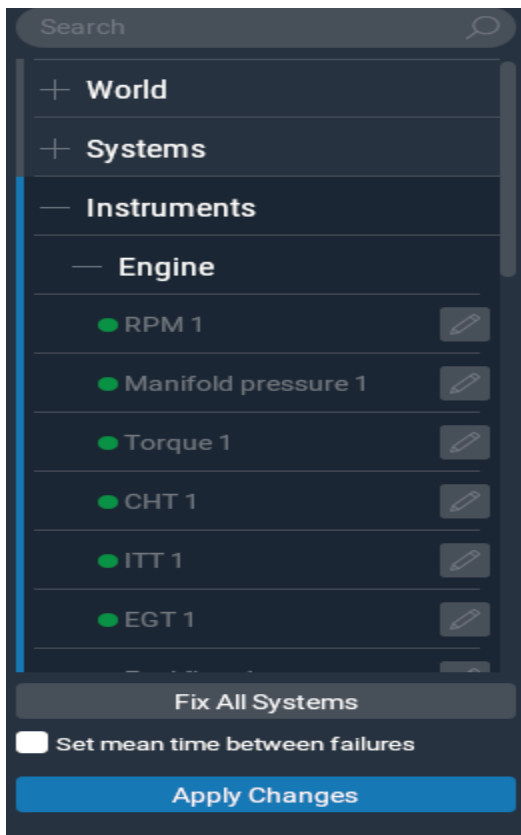 Search
World
Systems
Instruments
Engine
RPM 1
Manifold pressure 1
Torque 1
CHT 1
ITT 1
EGT 1
Fix All Systems
Set mean time between failures
Apply Changes